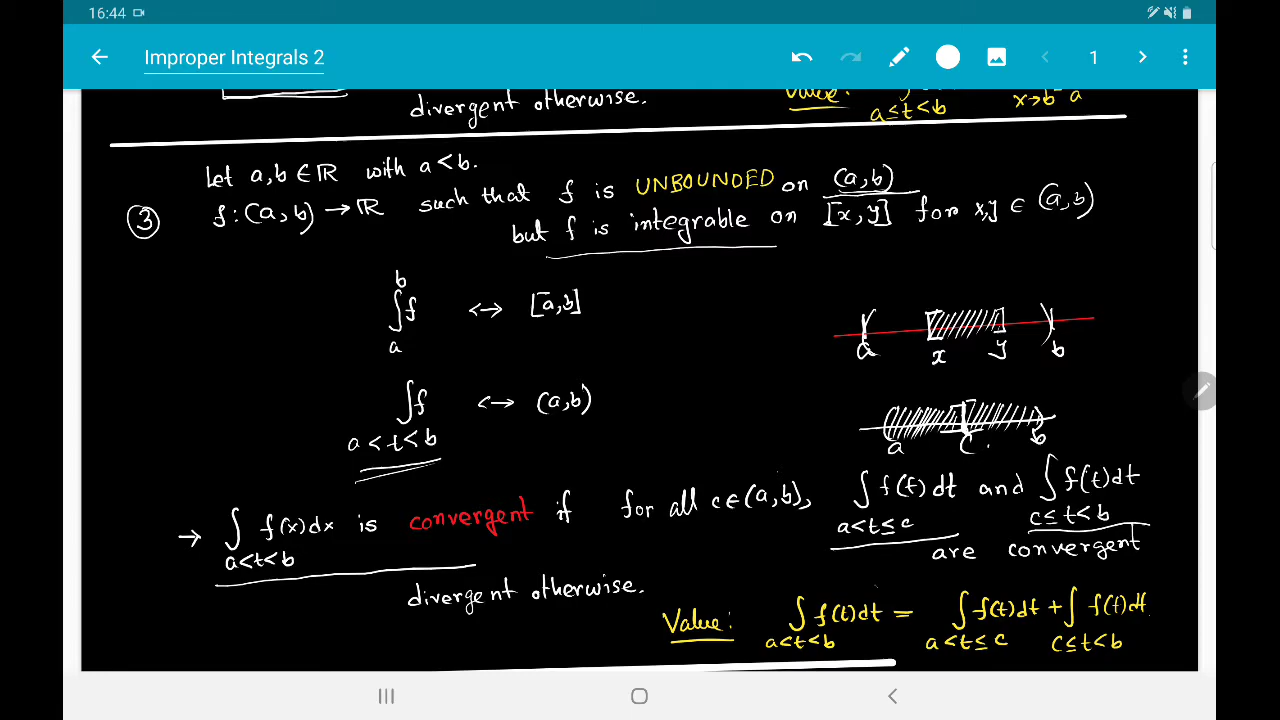 16:44
Improper Integrals 2
1
divergent otherwise.
Value:
a≤t<b
x→b⁻ a
Let a,b ∈ ℝ with a<b.
③ f:(a,b)→ℝ such that f is UNBOUNDED on (a,b)
but f is integrable on [x,y] for x,y ∈ (a,b)
b
∫f ↔ [a,b]
a
a x y b
∫f ↔ (a,b)
a<t<b
a c b
→ ∫ f(x)dx is convergent if for all c∈(a,b), ∫ f(t)dt and ∫ f(t)dt
a<t<b a<t≤c c≤t<b
are convergent
divergent otherwise.
Value: ∫ f(t)dt = ∫ f(t)dt + ∫ f(t)dt.
a<t<b a<t≤c c≤t<b